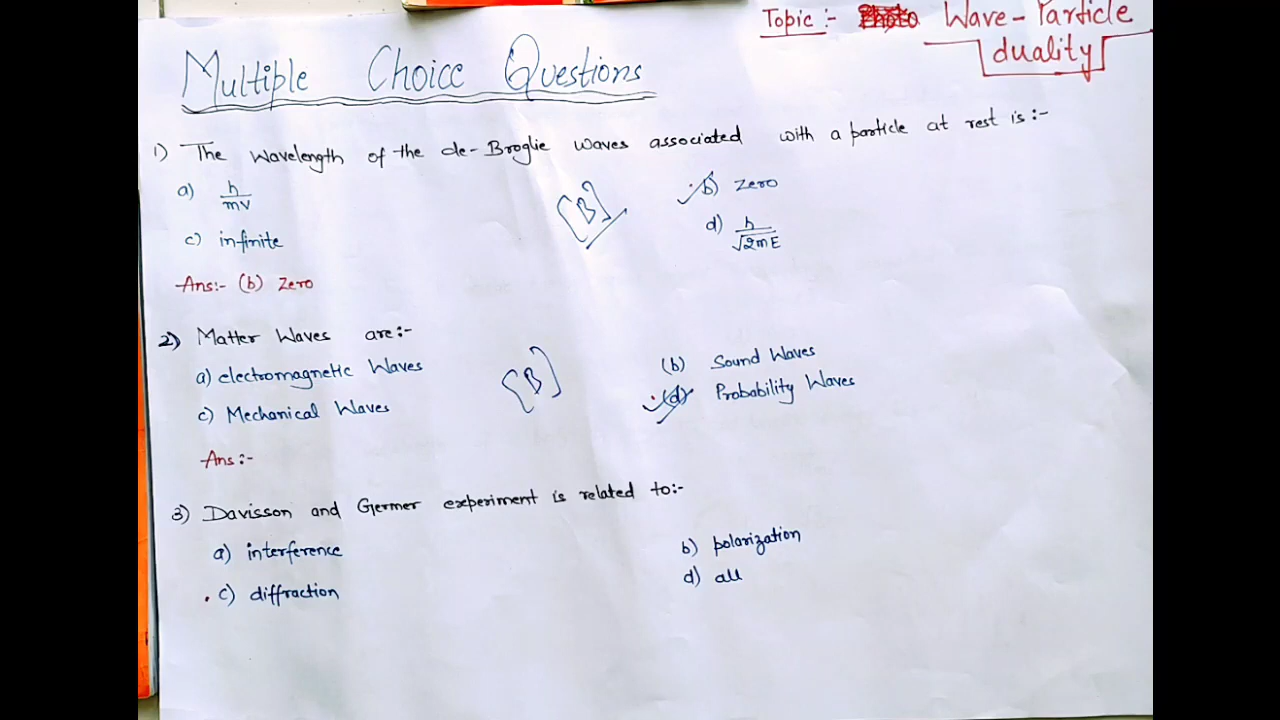 Topic :- Photo Wave-Particle
duality
Multiple Choice Questions
1) The Wavelength of the de-Broglie waves associated with a particle at rest is:-
a) h/mv
b) Zero
[B]
c) infinite
d) h/√2mE
Ans:- (b) Zero
2) Matter Waves are:-
a) electromagnetic Waves
(b) Sound Waves
[B]
c) Mechanical Waves
(d) Probability Waves
Ans:-
3) Davisson and Germer experiment is related to:-
a) interference
b) polarization
c) diffraction
d) all